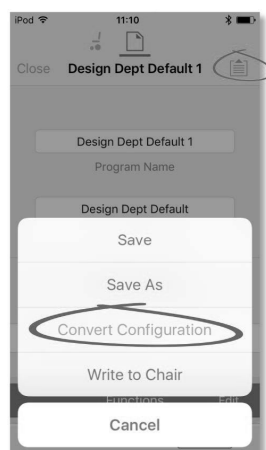 iPod 11:10
Close Design Dept Default 1
Design Dept Default 1
Program Name
Design Dept Default
Save
Save As
Convert Configuration
Write to Chair
Functions Edit
Cancel